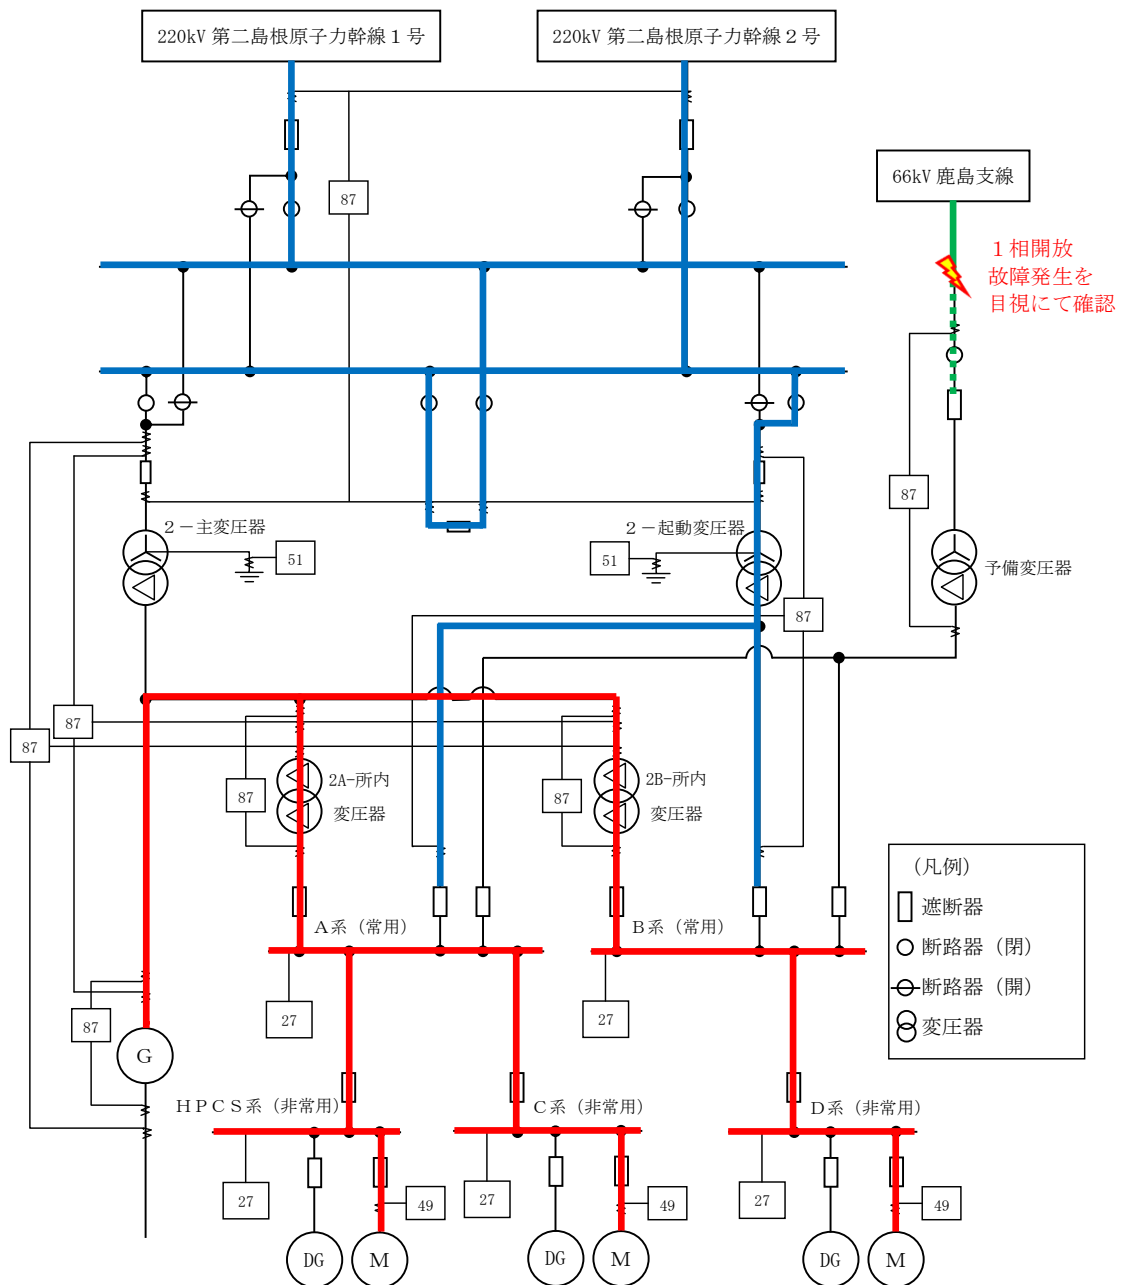 220kV 第二島根原子力幹線１号
220kV 第二島根原子力幹線２号
66kV 鹿島支線
１相開放
故障発生を
目視にて確認
87
87
２－主変圧器
51
２－起動変圧器
51
予備変圧器
87
87
87
2A-所内
変圧器
87
2B-所内
変圧器
87
Ａ系（常用）
Ｂ系（常用）
（凡例）
遮断器
断路器（閉）
断路器（開）
変圧器
27
27
87
G
ＨＰＣＳ系（非常用）
Ｃ系（非常用）
Ｄ系（非常用）
27
49
27
49
27
49
DG
M
DG
M
DG
M